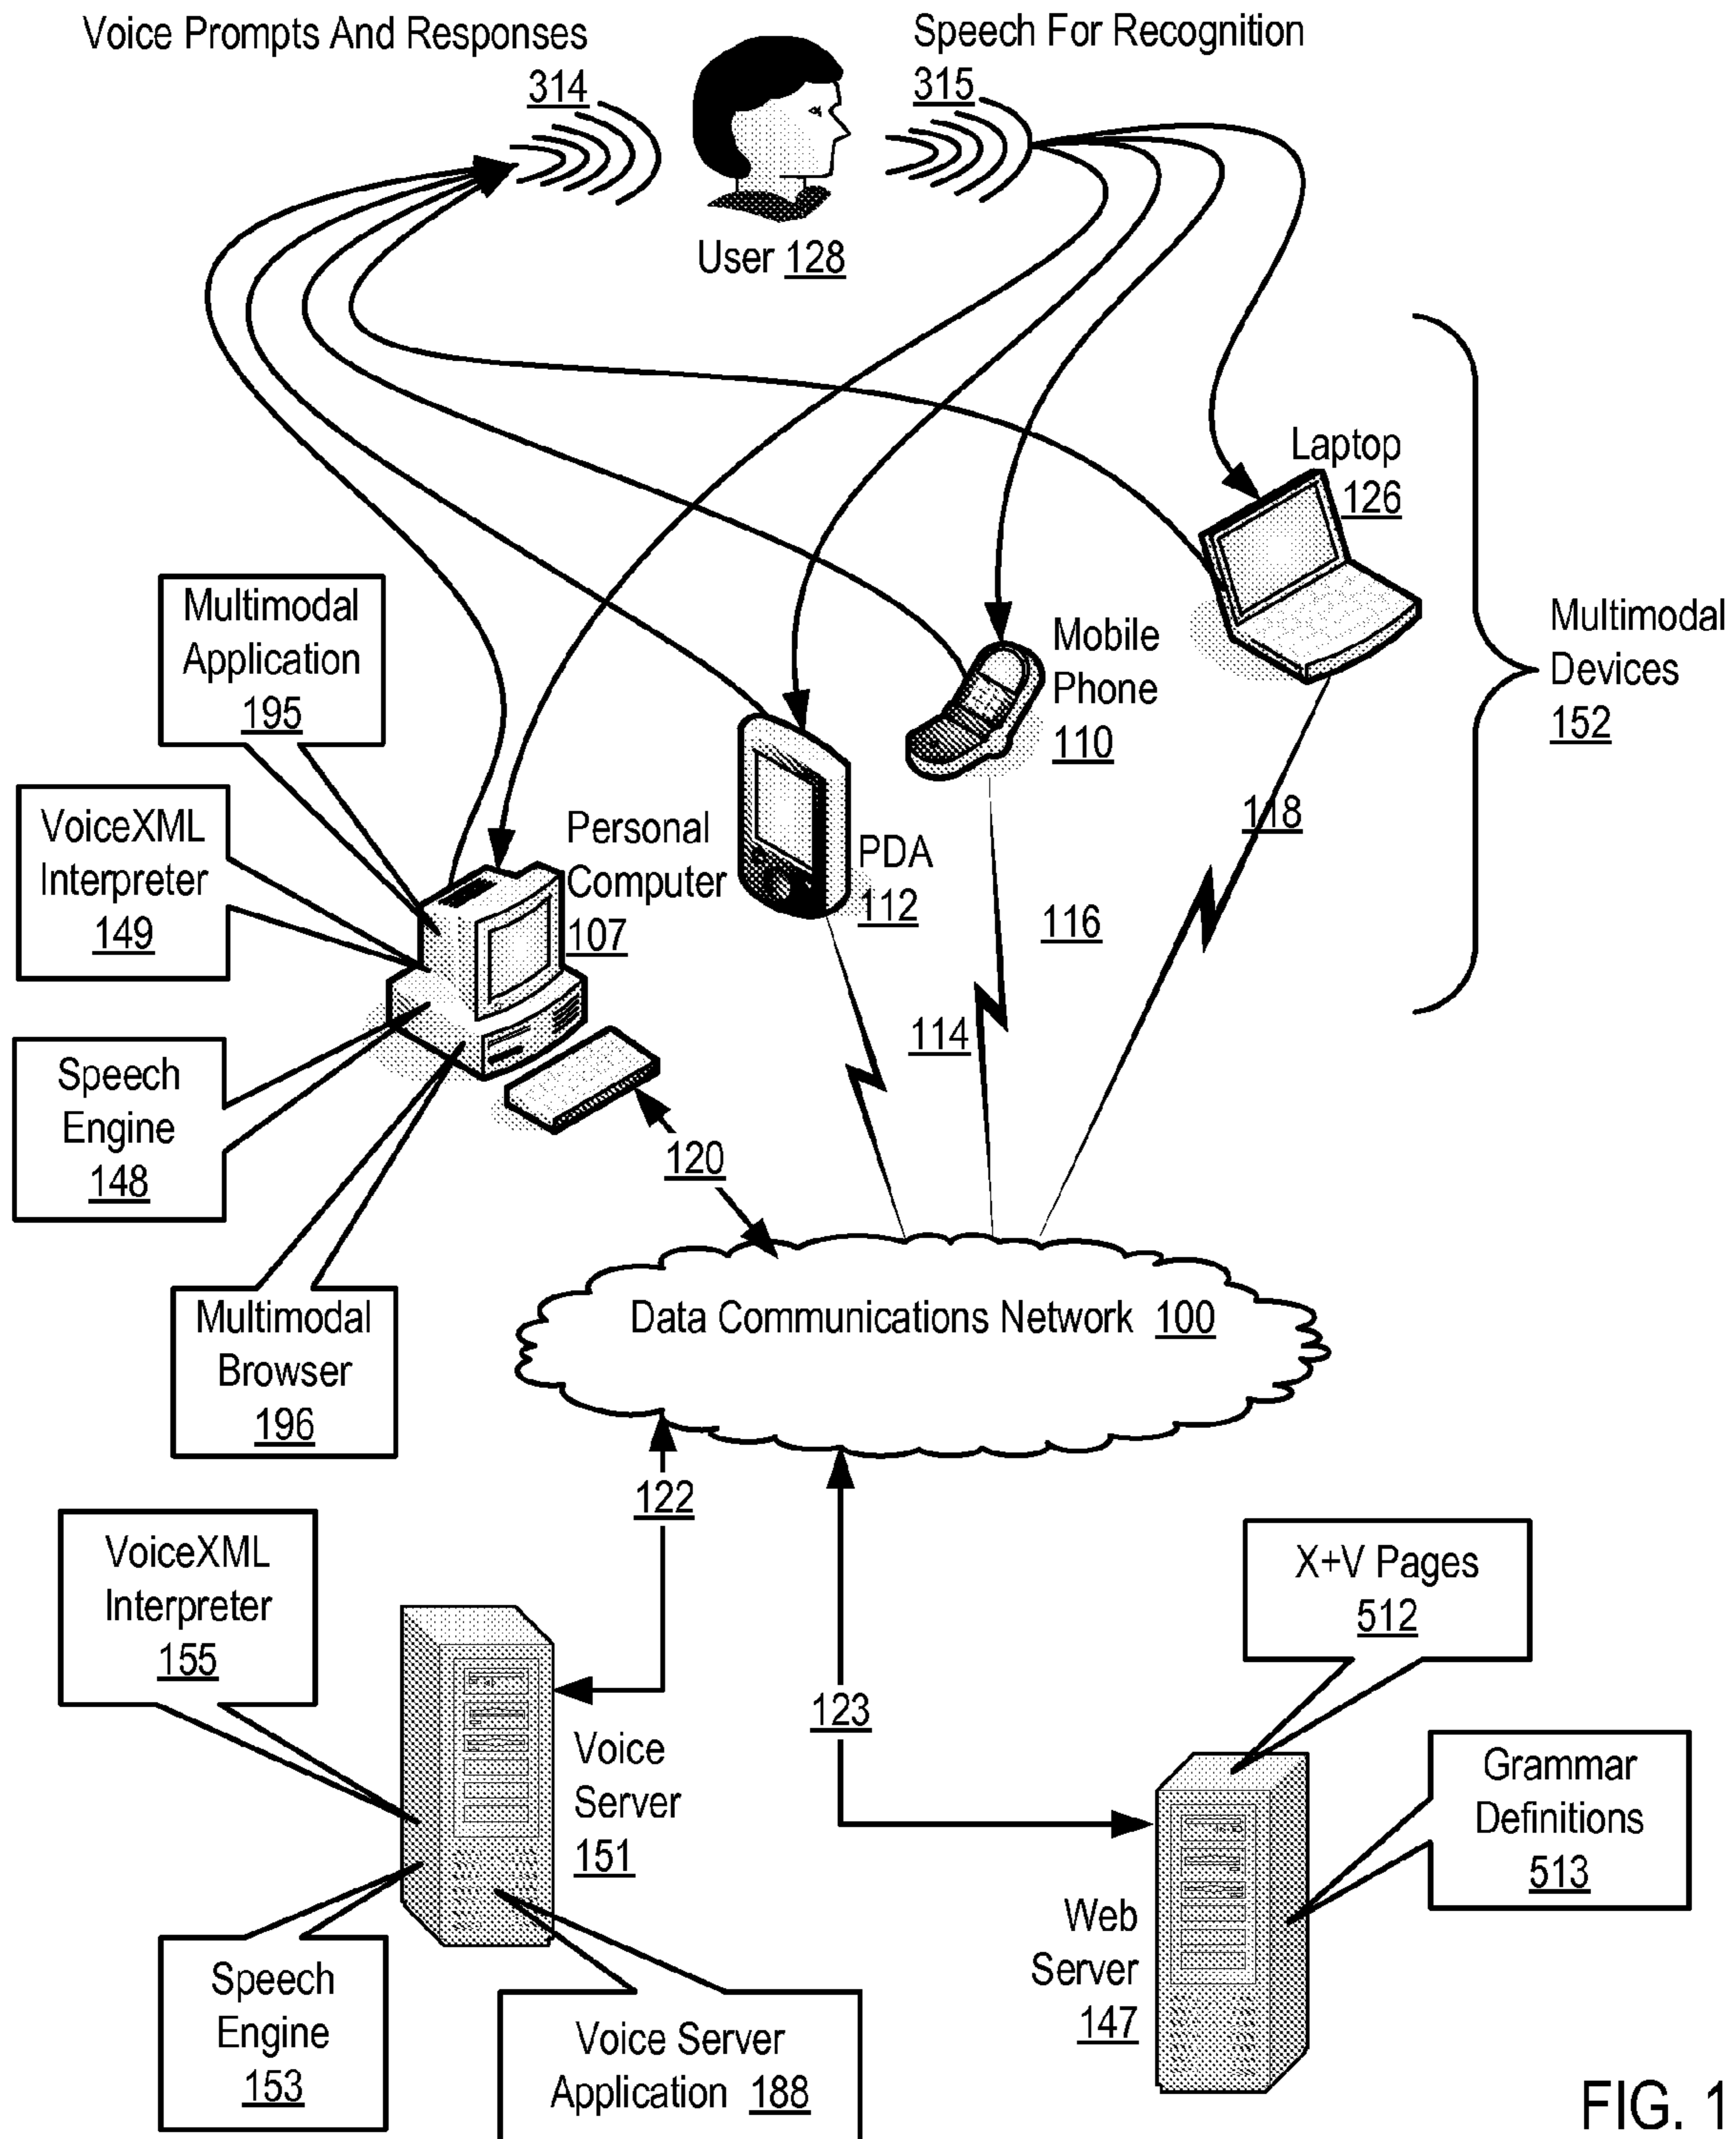 Voice Prompts And Responses
314
Speech For Recognition
315
User 128
Laptop
126
Multimodal
Devices
152
Multimodal
Application
195
Mobile
Phone
110
VoiceXML
Interpreter
149
Personal
Computer
107
PDA
112
118
116
114
Speech
Engine
148
120
Multimodal
Browser
196
Data Communications Network 100
122
VoiceXML
Interpreter
155
X+V Pages
512
123
Voice
Server
151
Grammar
Definitions
513
Web
Server
147
Speech
Engine
153
Voice Server
Application 188
FIG. 1